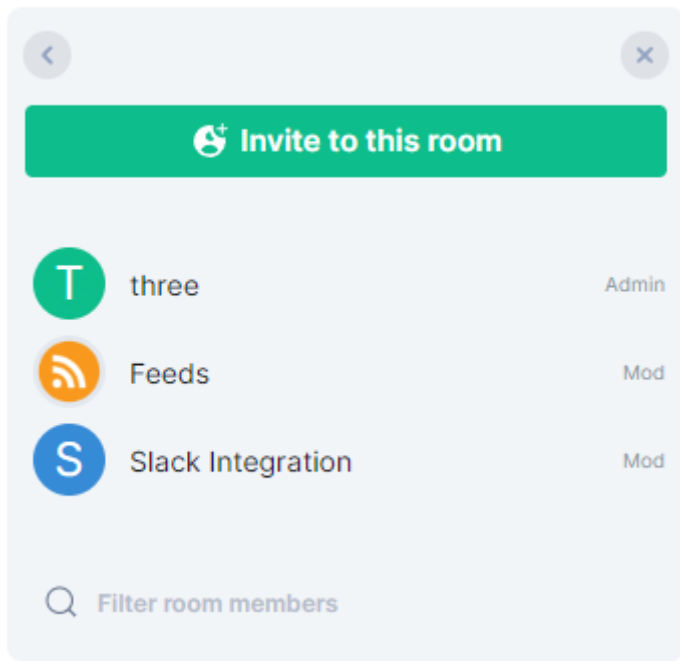 Invite to this room
T three Admin
Feeds Mod
S Slack Integration Mod
Filter room members